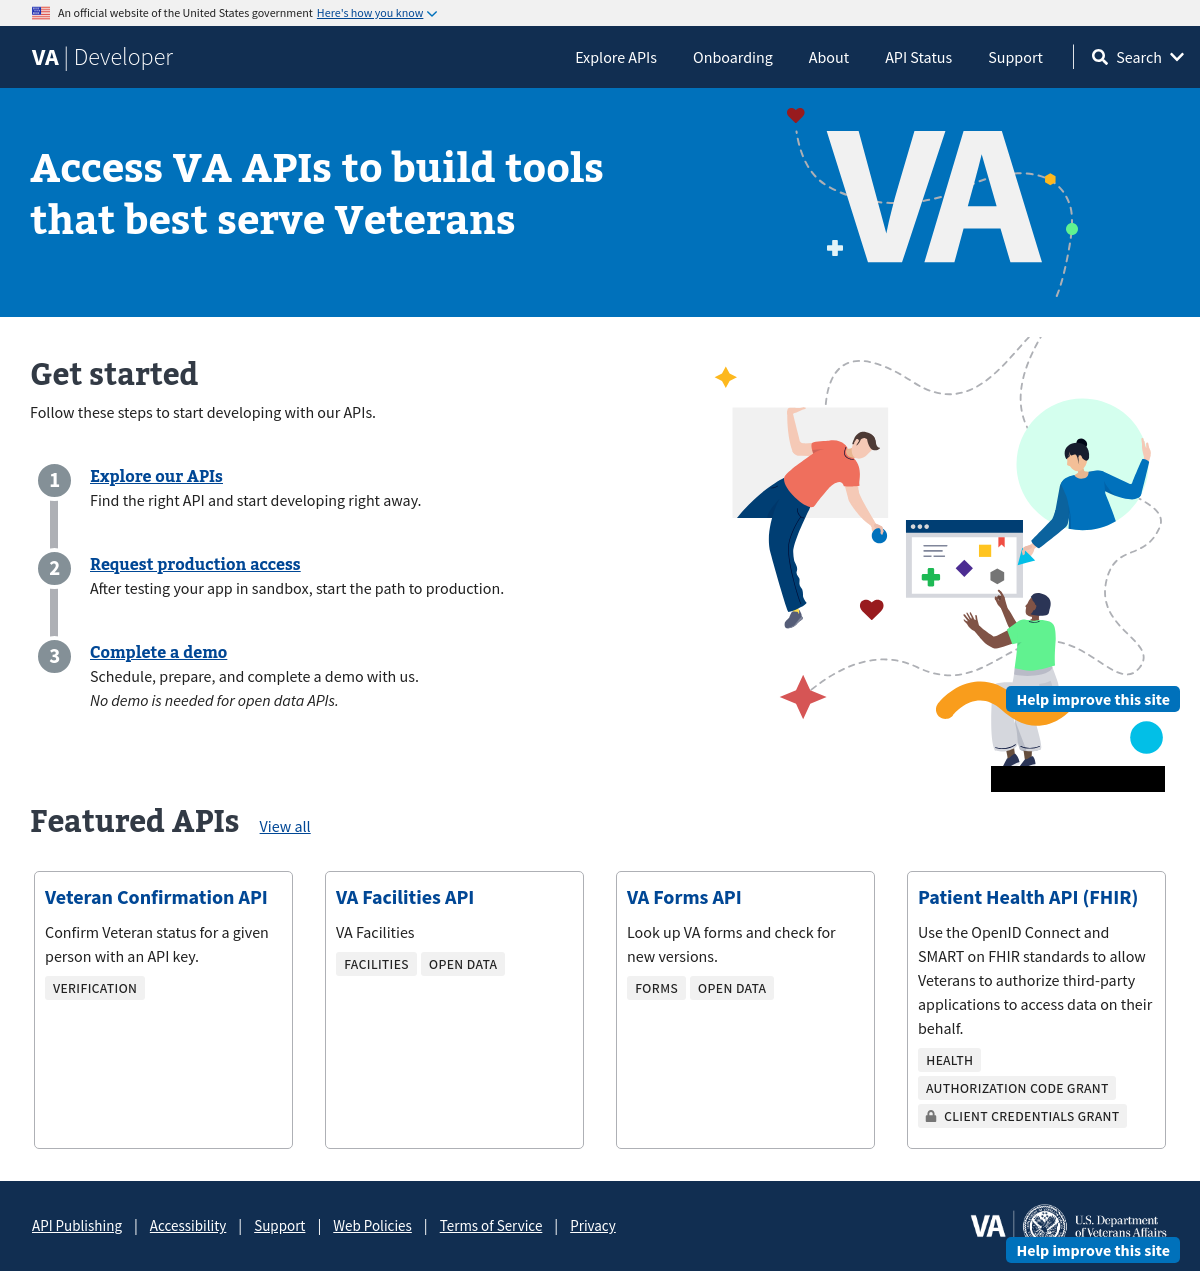 An official website of the United States government Here's how you know
VA | Developer
Explore APIs
Onboarding
About
API Status
Support
Search
Access VA APIs to build tools
that best serve Veterans
VA
Get started
Follow these steps to start developing with our APIs.
1
Explore our APIs
Find the right API and start developing right away.
2
Request production access
After testing your app in sandbox, start the path to production.
3
Complete a demo
Schedule, prepare, and complete a demo with us.
No demo is needed for open data APIs.
Help improve this site
Featured APIs
View all
Veteran Confirmation API
Confirm Veteran status for a given
person with an API key.
VERIFICATION
VA Facilities API
VA Facilities
FACILITIES
OPEN DATA
VA Forms API
Look up VA forms and check for
new versions.
FORMS
OPEN DATA
Patient Health API (FHIR)
Use the OpenID Connect and
SMART on FHIR standards to allow
Veterans to authorize third-party
applications to access data on their
behalf.
HEALTH
AUTHORIZATION CODE GRANT
CLIENT CREDENTIALS GRANT
API Publishing | Accessibility | Support | Web Policies | Terms of Service | Privacy
VA
U.S. Department
of Veterans Affairs
Help improve this site